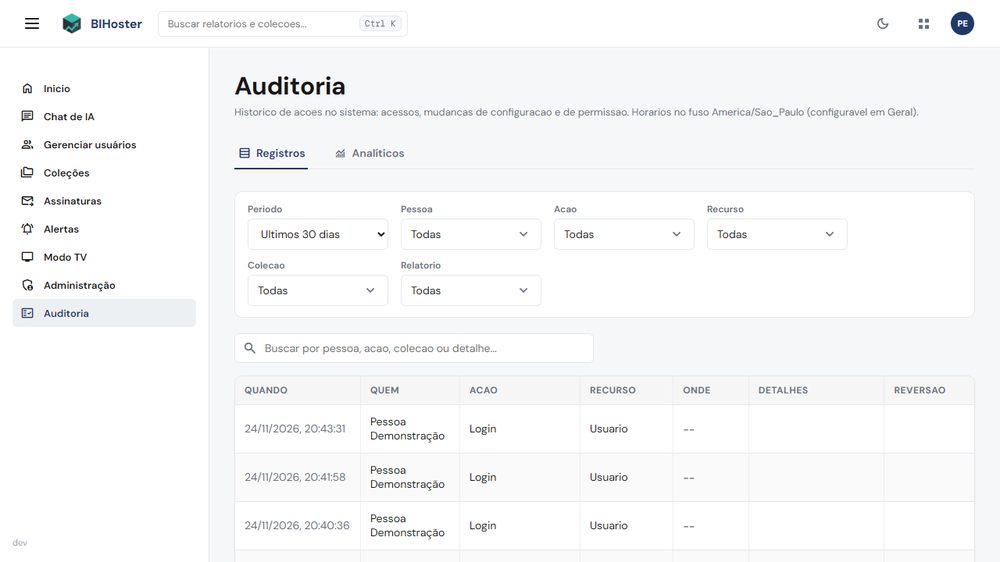 BIHoster
Buscar relatorios e colecoes...
Ctrl K
PE
Inicio
Chat de IA
Gerenciar usuários
Coleções
Assinaturas
Alertas
Modo TV
Administração
Auditoria
dev
Auditoria
Historico de acoes no sistema: acessos, mudancas de configuracao e de permissao. Horarios no fuso America/Sao_Paulo (configuravel em Geral).
Registros
Analíticos
Periodo
Pessoa
Acao
Recurso
Ultimos 30 dias
Todas
Todas
Todas
Colecao
Relatorio
Todas
Todas
Buscar por pessoa, acao, colecao ou detalhe...
QUANDO QUEM ACAO RECURSO ONDE DETALHES REVERSAO
24/11/2026, 20:43:31 Pessoa Demonstração Login Usuario --
24/11/2026, 20:41:58 Pessoa Demonstração Login Usuario --
24/11/2026, 20:40:36 Pessoa Demonstração Login Usuario --